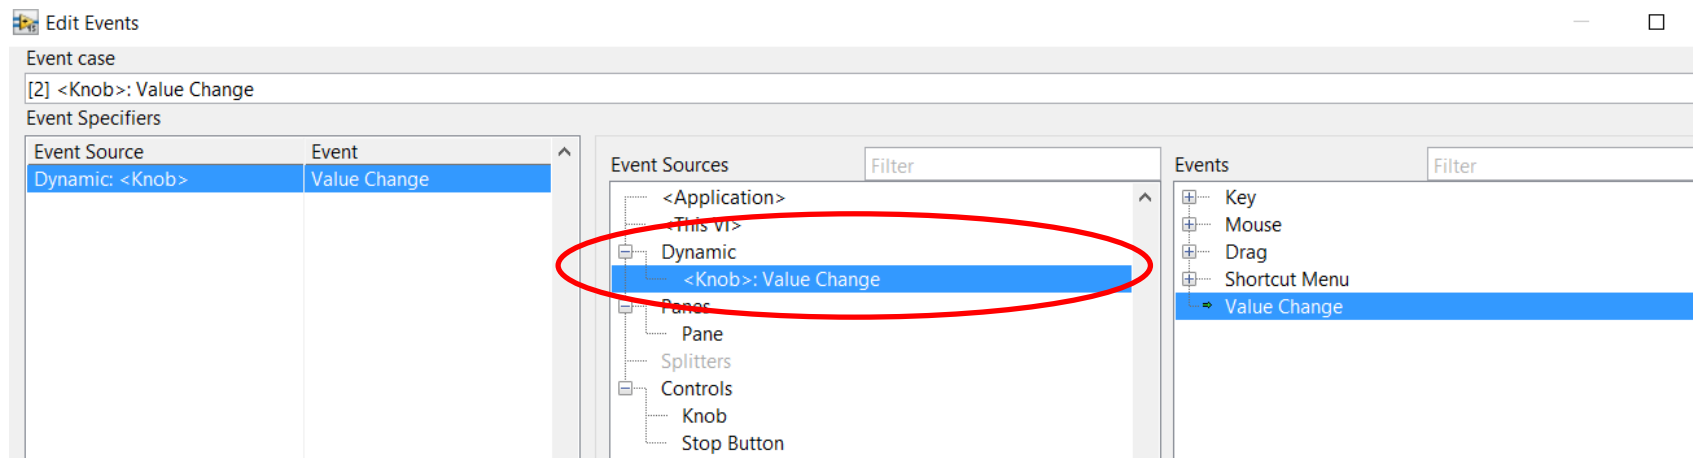 Edit Events
Event case
[2] <Knob>: Value Change
Event Specifiers
Event Source Event
Dynamic: <Knob> Value Change
Event Sources Filter
<Application>
<This VI>
Dynamic
<Knob>: Value Change
Panes
Pane
Splitters
Controls
Knob
Stop Button
Events Filter
Key
Mouse
Drag
Shortcut Menu
Value Change